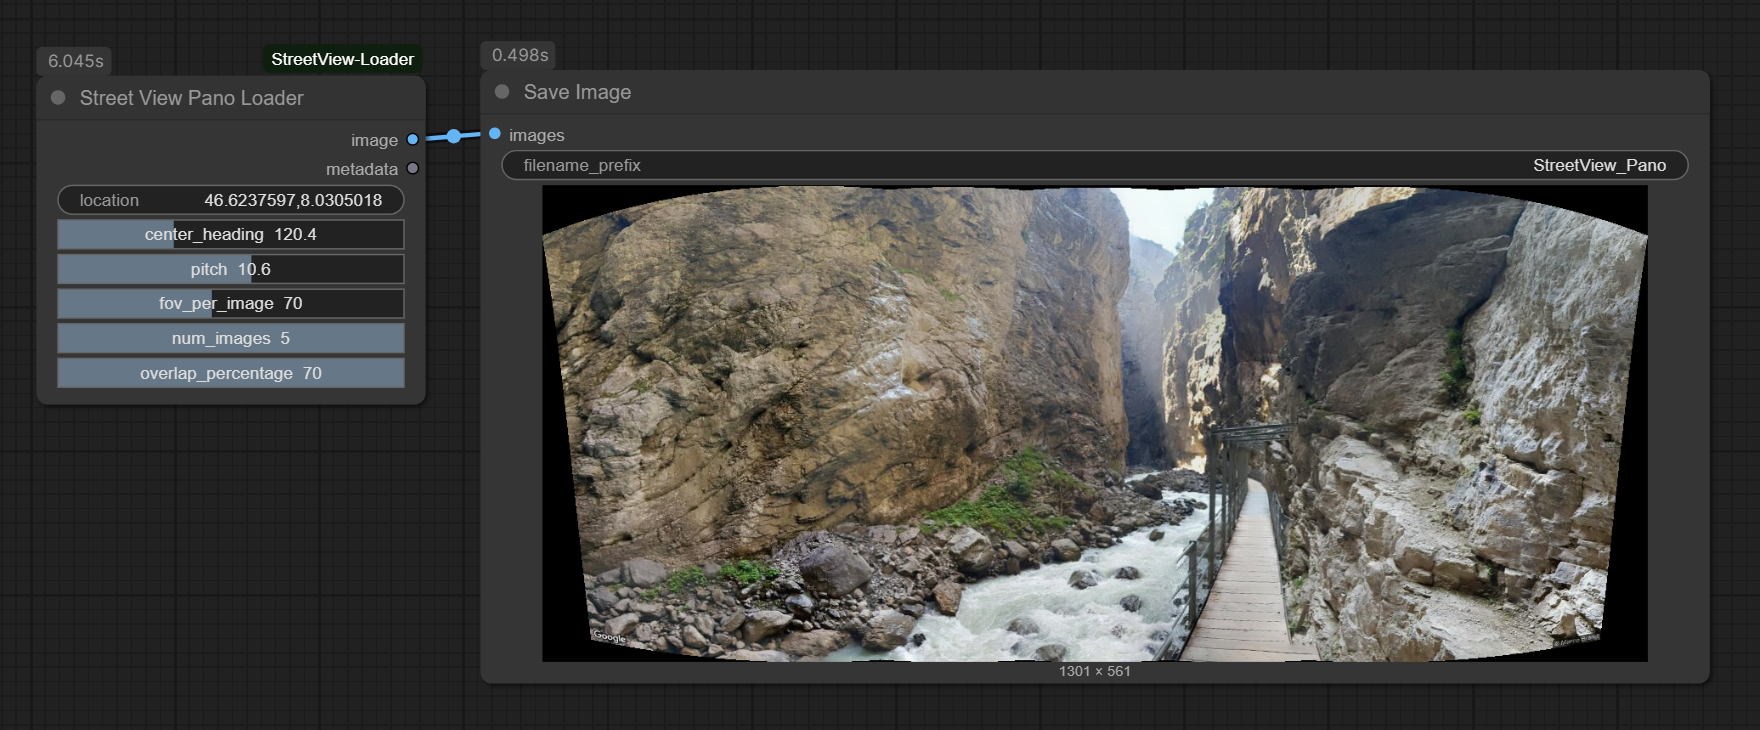 6.045s
StreetView-Loader
Street View Pano Loader
image
metadata
location 46.6237597,8.0305018
center_heading 120.4
pitch 10.6
fov_per_image 70
num_images 5
overlap_percentage 70
0.498s
Save Image
images
filename_prefix StreetView_Pano
Google
1301 × 561